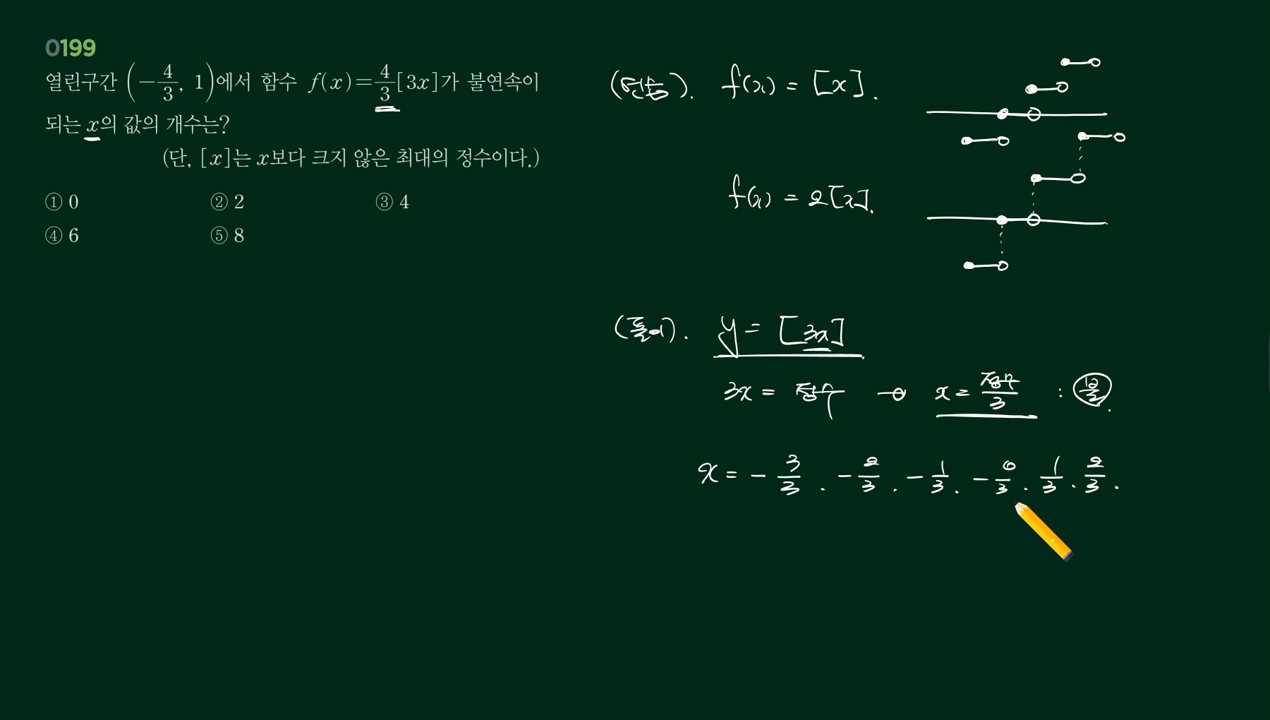 0199
열린구간 (-4/3, 1)에서 함수 f(x)=4/3[3x]가 불연속이
되는 x의 값의 개수는?
(단, [x]는 x보다 크지 않은 최대의 정수이다.)
① 0 ② 2 ③ 4
④ 6 ⑤ 8
(연습). f(x) = [x].
f(x) = 2[x].
(풀이). y = [3x]
3x = 정수 → x = 정수/3 : 불.
x = -3/3. -2/3. -1/3. -0/3. 1/3. 2/3.